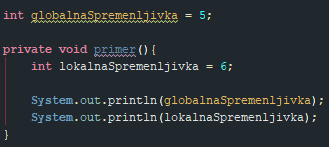 int globalnaSpremenljivka = 5;
private void primer(){
int lokalnaSpremenljivka = 6;
System.out.println(globalnaSpremenljivka);
System.out.println(lokalnaSpremenljivka);
}